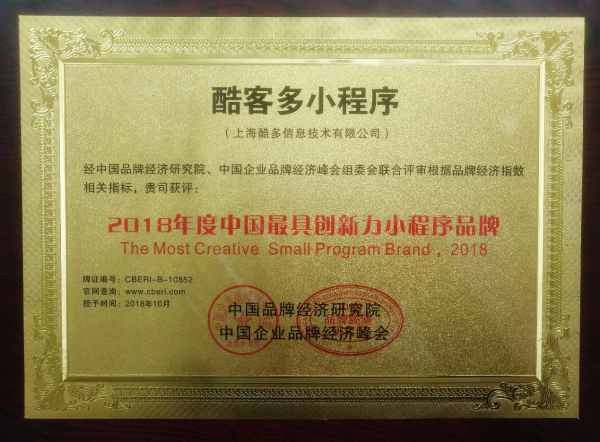 酷客多小程序
（上海酷多信息技术有限公司）
经中国品牌经济研究院、中国企业品牌经济峰会组委会联合评审根据品牌经济指数
相关指标，贵司获评：
2018年度中国最具创新力小程序品牌
The Most Creative Small Program Brand , 2018
牌证编号：CBERI-B-10852
官网查询：www.cberi.com
授予时间：2018年10月
中国品牌经济研究院
中国企业品牌经济峰会